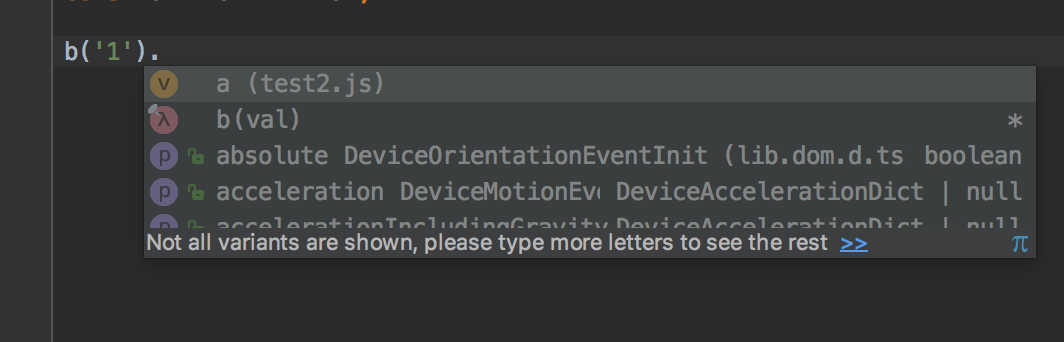 b('1').
v a (test2.js)
λ b(val) *
p absolute DeviceOrientationEventInit (lib.dom.d.ts boolean
p acceleration DeviceMotionEve DeviceAccelerationDict | null
p accelerationIncludingGravity DeviceAccelerationDict | null
Not all variants are shown, please type more letters to see the rest >> π